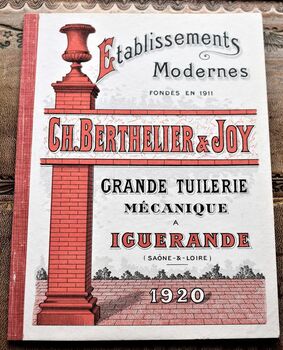 Etablissements
Modernes
FONDÉS EN 1911
CH. BERTHELIER & JOY
GRANDE TUILERIE
MÉCANIQUE
A
IGUERANDE
(SAÔNE-&-LOIRE)
1920